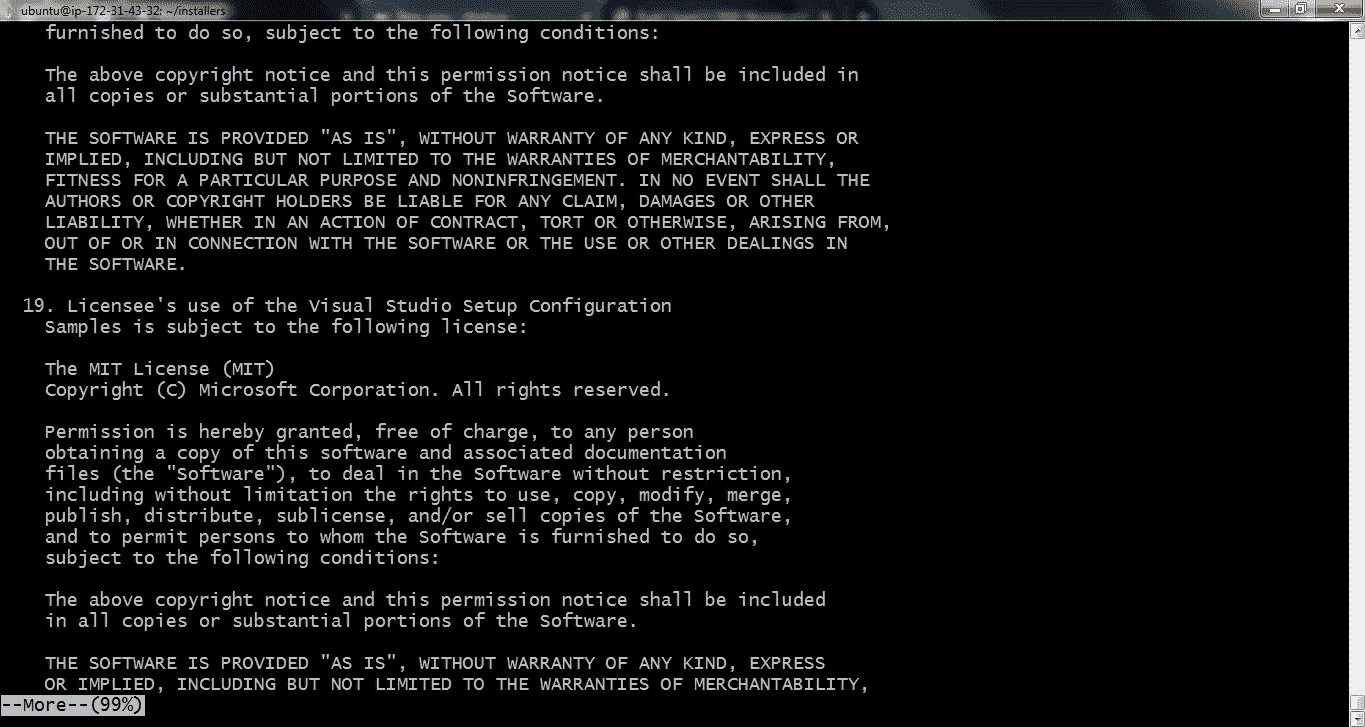 ubuntu@ip-172-31-43-32: ~/installers
furnished to do so, subject to the following conditions:
The above copyright notice and this permission notice shall be included in
all copies or substantial portions of the Software.
THE SOFTWARE IS PROVIDED "AS IS", WITHOUT WARRANTY OF ANY KIND, EXPRESS OR
IMPLIED, INCLUDING BUT NOT LIMITED TO THE WARRANTIES OF MERCHANTABILITY,
FITNESS FOR A PARTICULAR PURPOSE AND NONINFRINGEMENT. IN NO EVENT SHALL THE
AUTHORS OR COPYRIGHT HOLDERS BE LIABLE FOR ANY CLAIM, DAMAGES OR OTHER
LIABILITY, WHETHER IN AN ACTION OF CONTRACT, TORT OR OTHERWISE, ARISING FROM,
OUT OF OR IN CONNECTION WITH THE SOFTWARE OR THE USE OR OTHER DEALINGS IN
THE SOFTWARE.
19. Licensee's use of the Visual Studio Setup Configuration
Samples is subject to the following license:
The MIT License (MIT)
Copyright (C) Microsoft Corporation. All rights reserved.
Permission is hereby granted, free of charge, to any person
obtaining a copy of this software and associated documentation
files (the "Software"), to deal in the Software without restriction,
including without limitation the rights to use, copy, modify, merge,
publish, distribute, sublicense, and/or sell copies of the Software,
and to permit persons to whom the Software is furnished to do so,
subject to the following conditions:
The above copyright notice and this permission notice shall be included
in all copies or substantial portions of the Software.
THE SOFTWARE IS PROVIDED "AS IS", WITHOUT WARRANTY OF ANY KIND, EXPRESS
OR IMPLIED, INCLUDING BUT NOT LIMITED TO THE WARRANTIES OF MERCHANTABILITY,
--More--(99%)